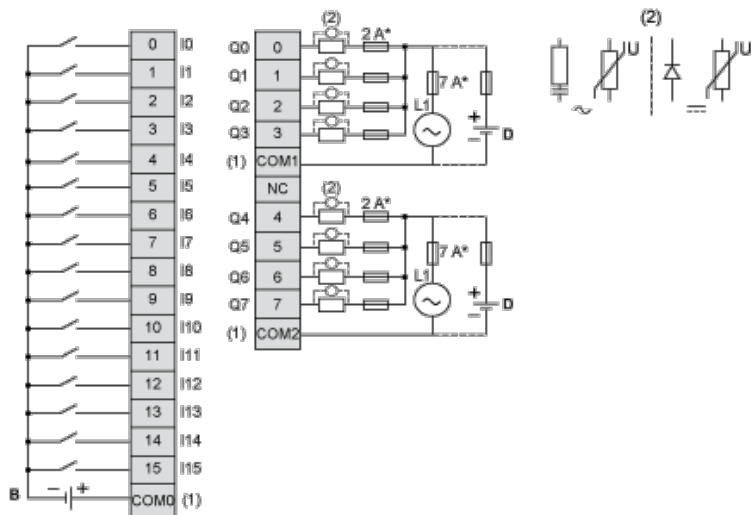 0 I0
1 I1
2 I2
3 I3
4 I4
5 I5
6 I6
7 I7
8 I8
9 I9
10 I10
11 I11
12 I12
13 I13
14 I14
15 I15
B − + COM0 (1)
(2)
Q0 0 2 A*
Q1 1
Q2 2 7 A*
Q3 3 L1 + − D
(1) COM1
NC
(2)
Q4 4 2 A*
Q5 5
Q6 6 7 A*
Q7 7 L1 + − D
(1) COM2
(2)
U U
~